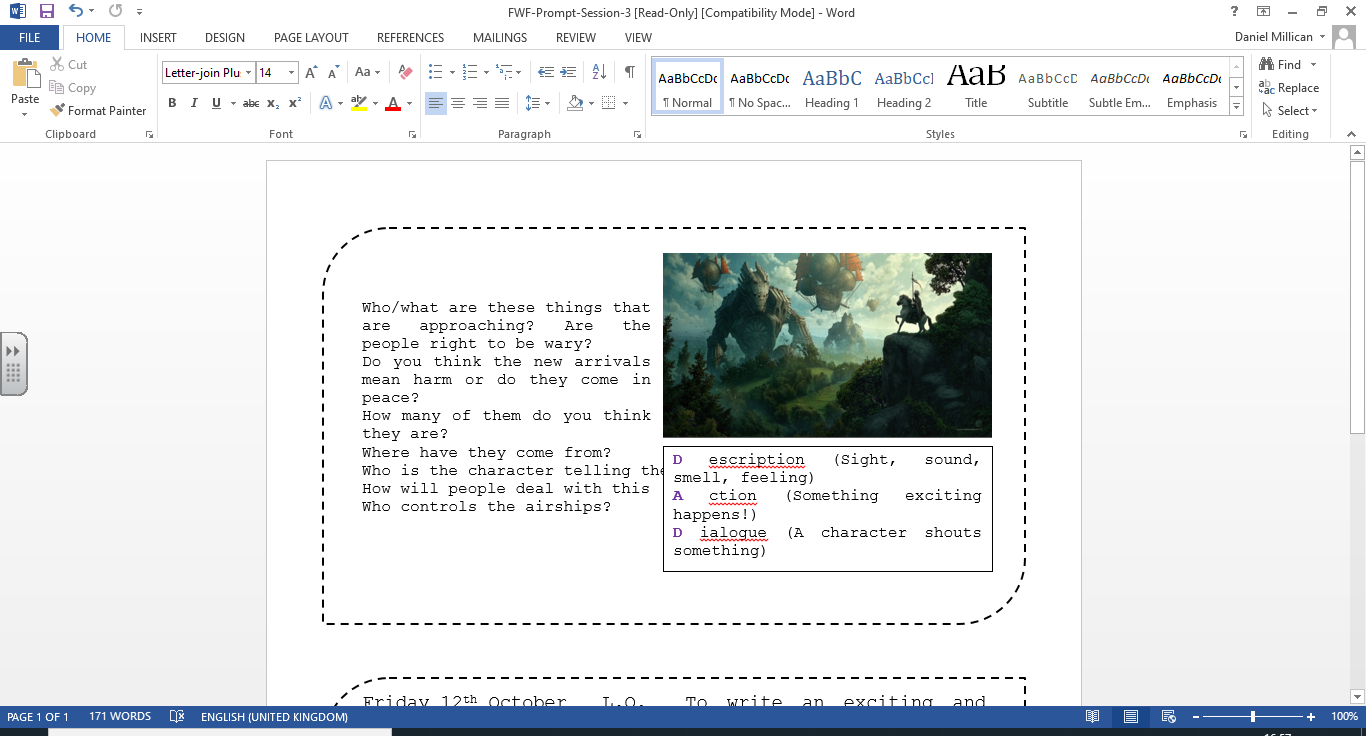 FWF-Prompt-Session-3 [Read-Only] [Compatibility Mode] - Word
FILE HOME INSERT DESIGN PAGE LAYOUT REFERENCES MAILINGS REVIEW VIEW Daniel Millican
Paste
Cut
Copy
Format Painter
Clipboard
Letter-join Plu 14
Font
Paragraph
AaBbCcDc AaBbCcDc AaBbC AaBbCcI AaB AaBbCcD AaBbCcDc AaBbCcDc
¶ Normal ¶ No Spac... Heading 1 Heading 2 Title Subtitle Subtle Em... Emphasis
Styles
Find
Replace
Select
Editing
Who/what are these things that
are approaching? Are the
people right to be wary?
Do you think the new arrivals
mean harm or do they come in
peace?
How many of them do you think
they are?
Where have they come from?
Who is the character telling the
How will people deal with this
Who controls the airships?
D escription (Sight, sound,
smell, feeling)
A ction (Something exciting
happens!)
D ialogue (A character shouts
something)
Friday 12th October L.O. To write an exciting and
PAGE 1 OF 1 171 WORDS ENGLISH (UNITED KINGDOM) 100%
16:57